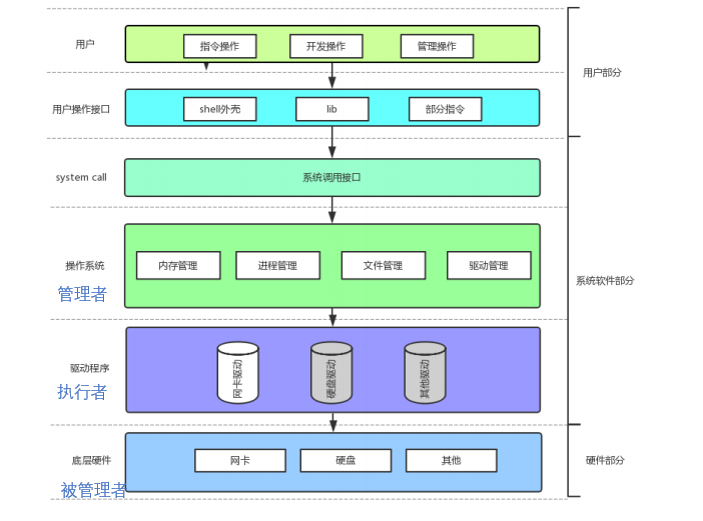 用户
指令操作
开发操作
管理操作
用户部分
用户操作接口
shell外壳
lib
部分指令
system call
系统调用接口
操作系统
管理者
内存管理
进程管理
文件管理
驱动管理
系统软件部分
驱动程序
执行者
网卡驱动
硬盘驱动
其他驱动
底层硬件
被管理者
网卡
硬盘
其他
硬件部分